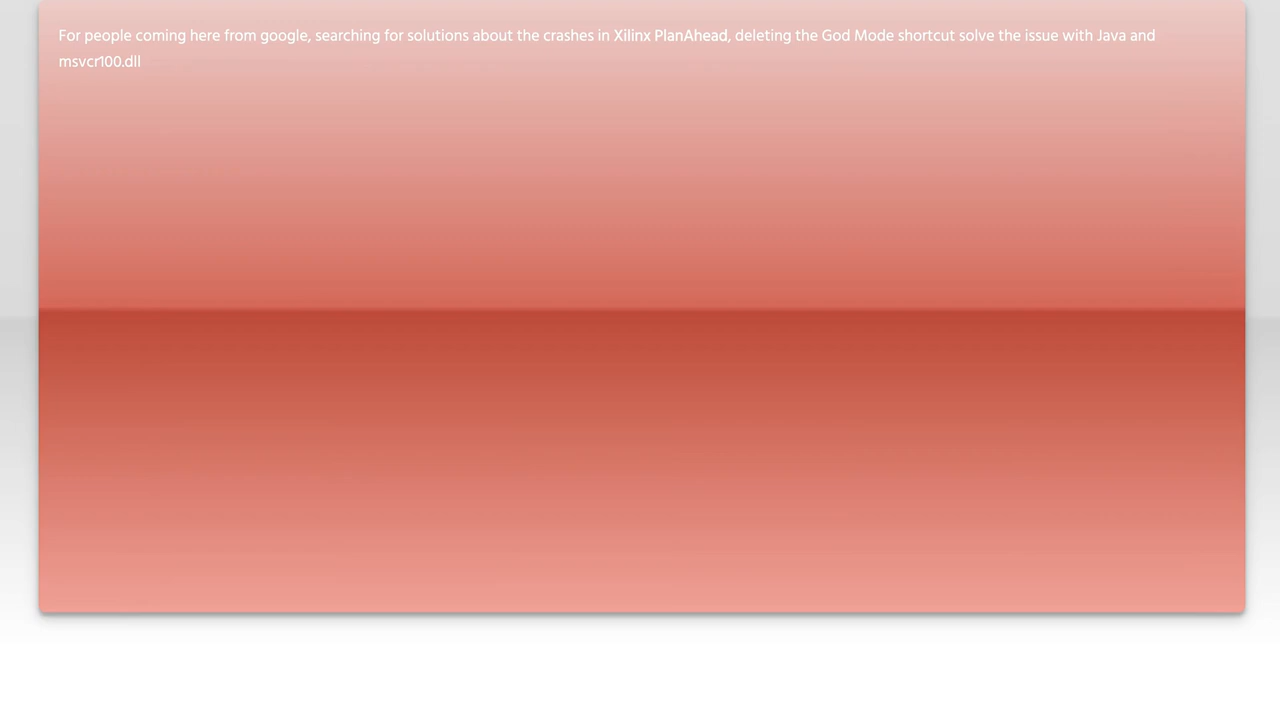 For people coming here from google, searching for solutions about the crashes in Xilinx PlanAhead, deleting the God Mode shortcut solve the issue with Java and
msvcr100.dll